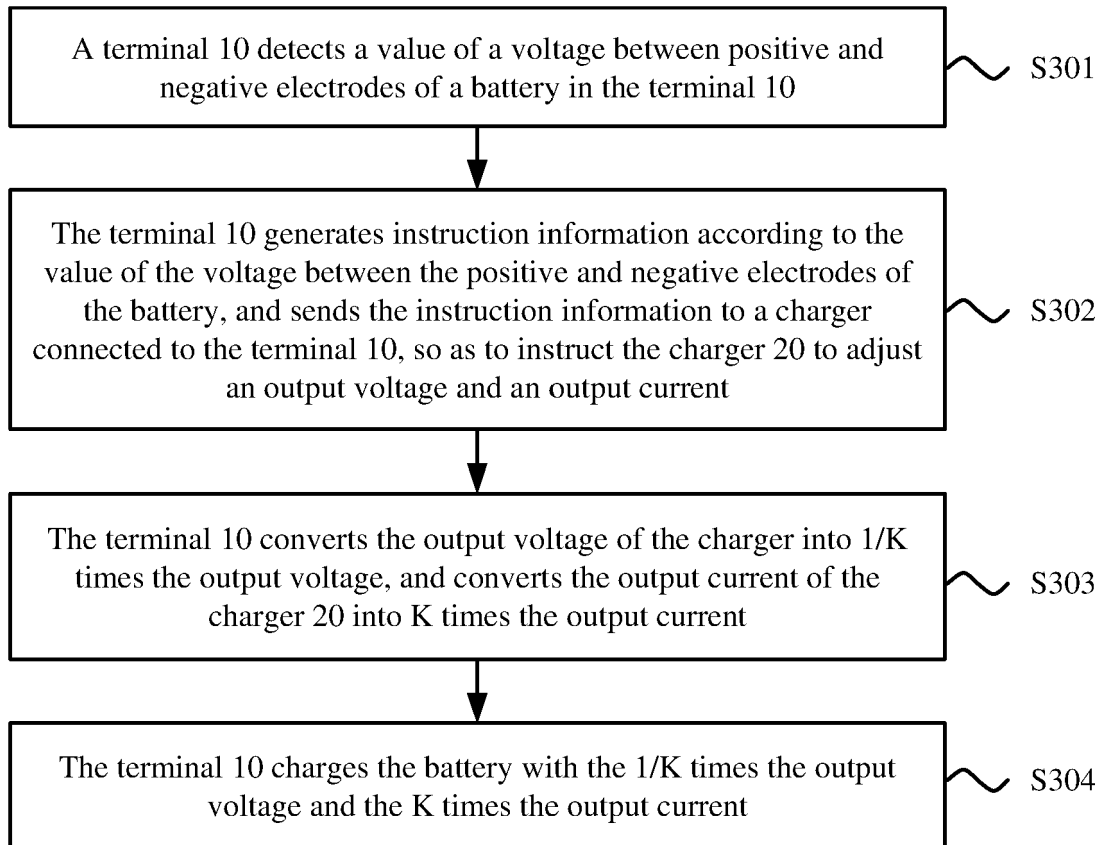 A terminal 10 detects a value of a voltage between positive and
negative electrodes of a battery in the terminal 10
S301
The terminal 10 generates instruction information according to the
value of the voltage between the positive and negative electrodes of
the battery, and sends the instruction information to a charger
connected to the terminal 10, so as to instruct the charger 20 to adjust
an output voltage and an output current
S302
The terminal 10 converts the output voltage of the charger into 1/K
times the output voltage, and converts the output current of the
charger 20 into K times the output current
S303
The terminal 10 charges the battery with the 1/K times the output
voltage and the K times the output current
S304